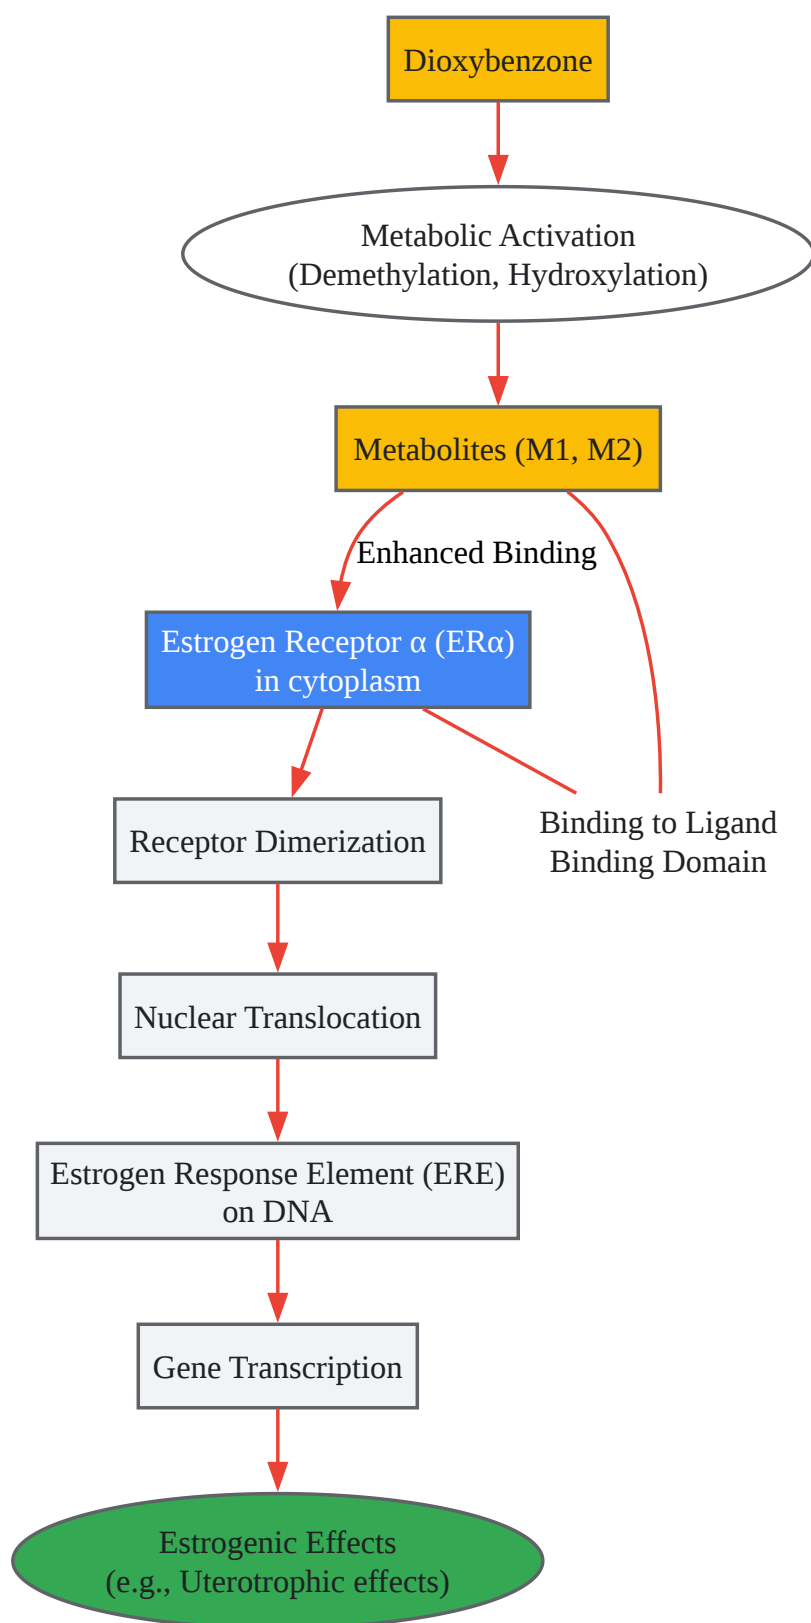 Dioxybenzone
Metabolic Activation
(Demethylation, Hydroxylation)
Metabolites (M1, M2)
Enhanced Binding
Estrogen Receptor α (ERα)
in cytoplasm
Binding to Ligand
Binding Domain
Receptor Dimerization
Nuclear Translocation
Estrogen Response Element (ERE)
on DNA
Gene Transcription
Estrogenic Effects
(e.g., Uterotrophic effects)